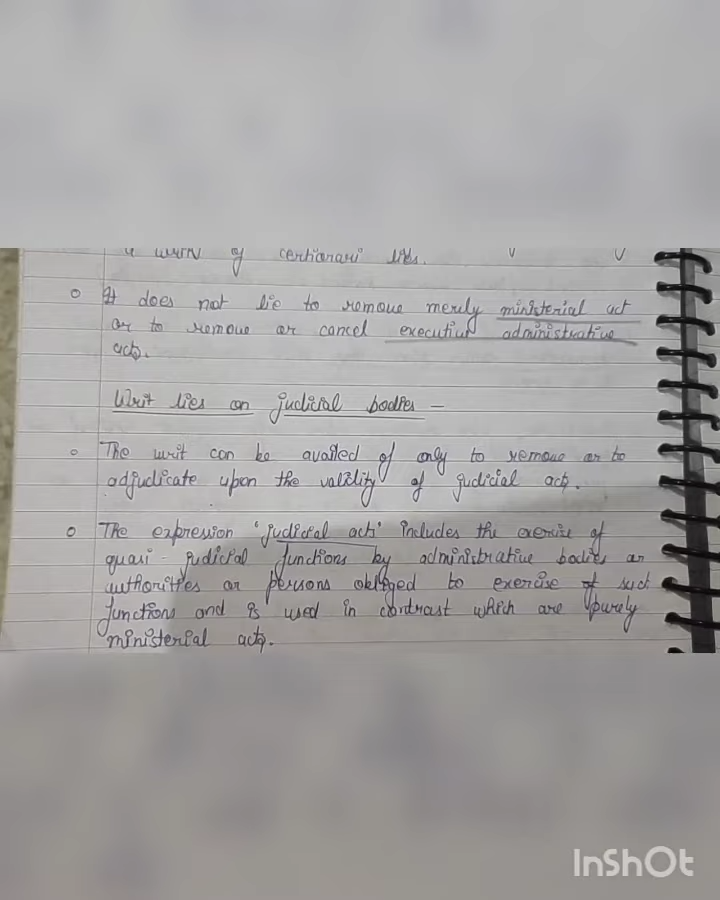 a writ of certiorari lies.
It does not lie to remove merely ministerial act
or to remove or cancel executive administrative
acts.
Writ lies on judicial bodies –
The writ can be availed of only to remove or to
adjudicate upon the validity of judicial acts.
The expression 'judicial acts' includes the exercise of
quasi-judicial functions by administrative bodies or
authorities or persons obliged to exercise of such
functions and is used in contrast which are purely
ministerial acts.
InShOt